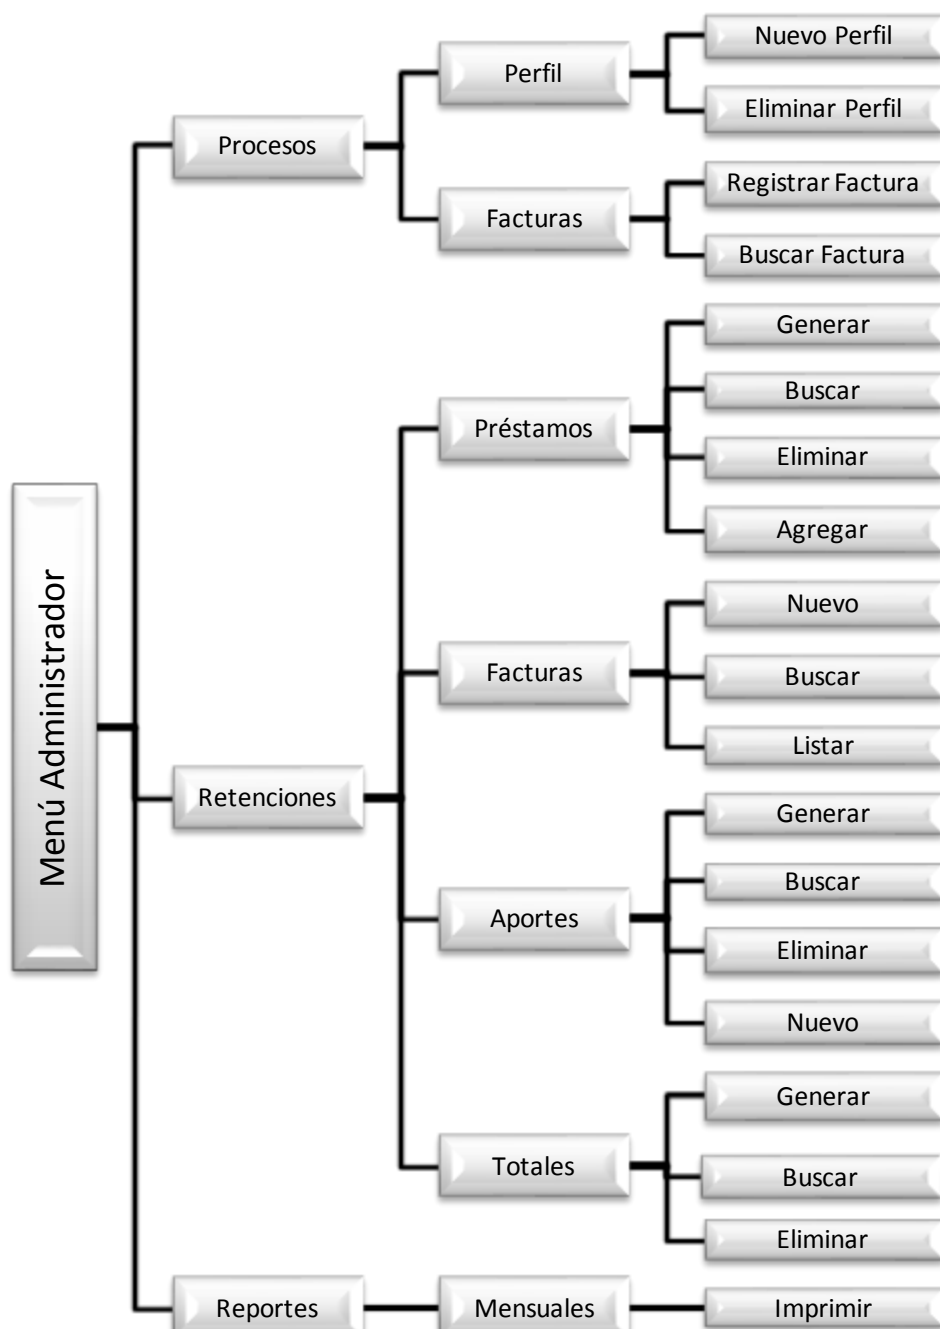 Menú Administrador
Procesos
Perfil
Nuevo Perfil
Eliminar Perfil
Facturas
Registrar Factura
Buscar Factura
Retenciones
Préstamos
Generar
Buscar
Eliminar
Agregar
Facturas
Nuevo
Buscar
Listar
Aportes
Generar
Buscar
Eliminar
Nuevo
Totales
Generar
Buscar
Eliminar
Reportes
Mensuales
Imprimir